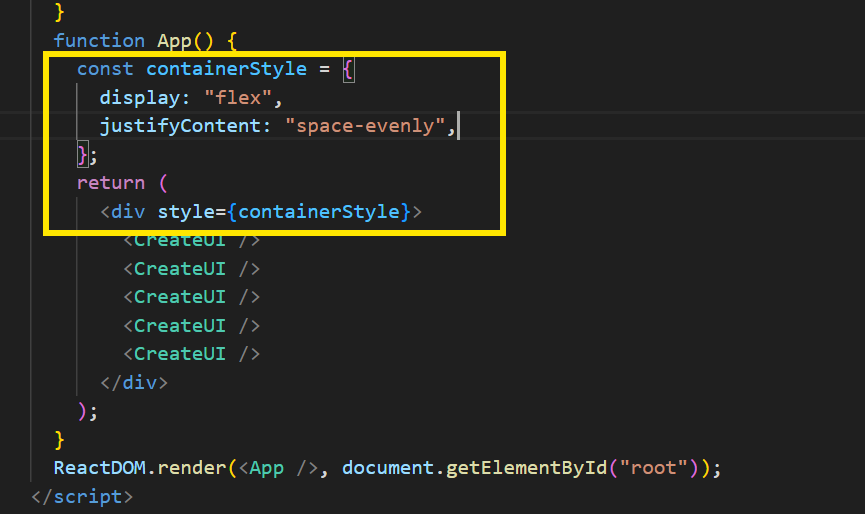 }
function App() {
const containerStyle = {
display: "flex",
justifyContent: "space-evenly",
};
return (
<div style={containerStyle}>
<CreateUI />
<CreateUI />
<CreateUI />
<CreateUI />
<CreateUI />
</div>
);
}
ReactDOM.render(<App />, document.getElementById("root"));
</script>